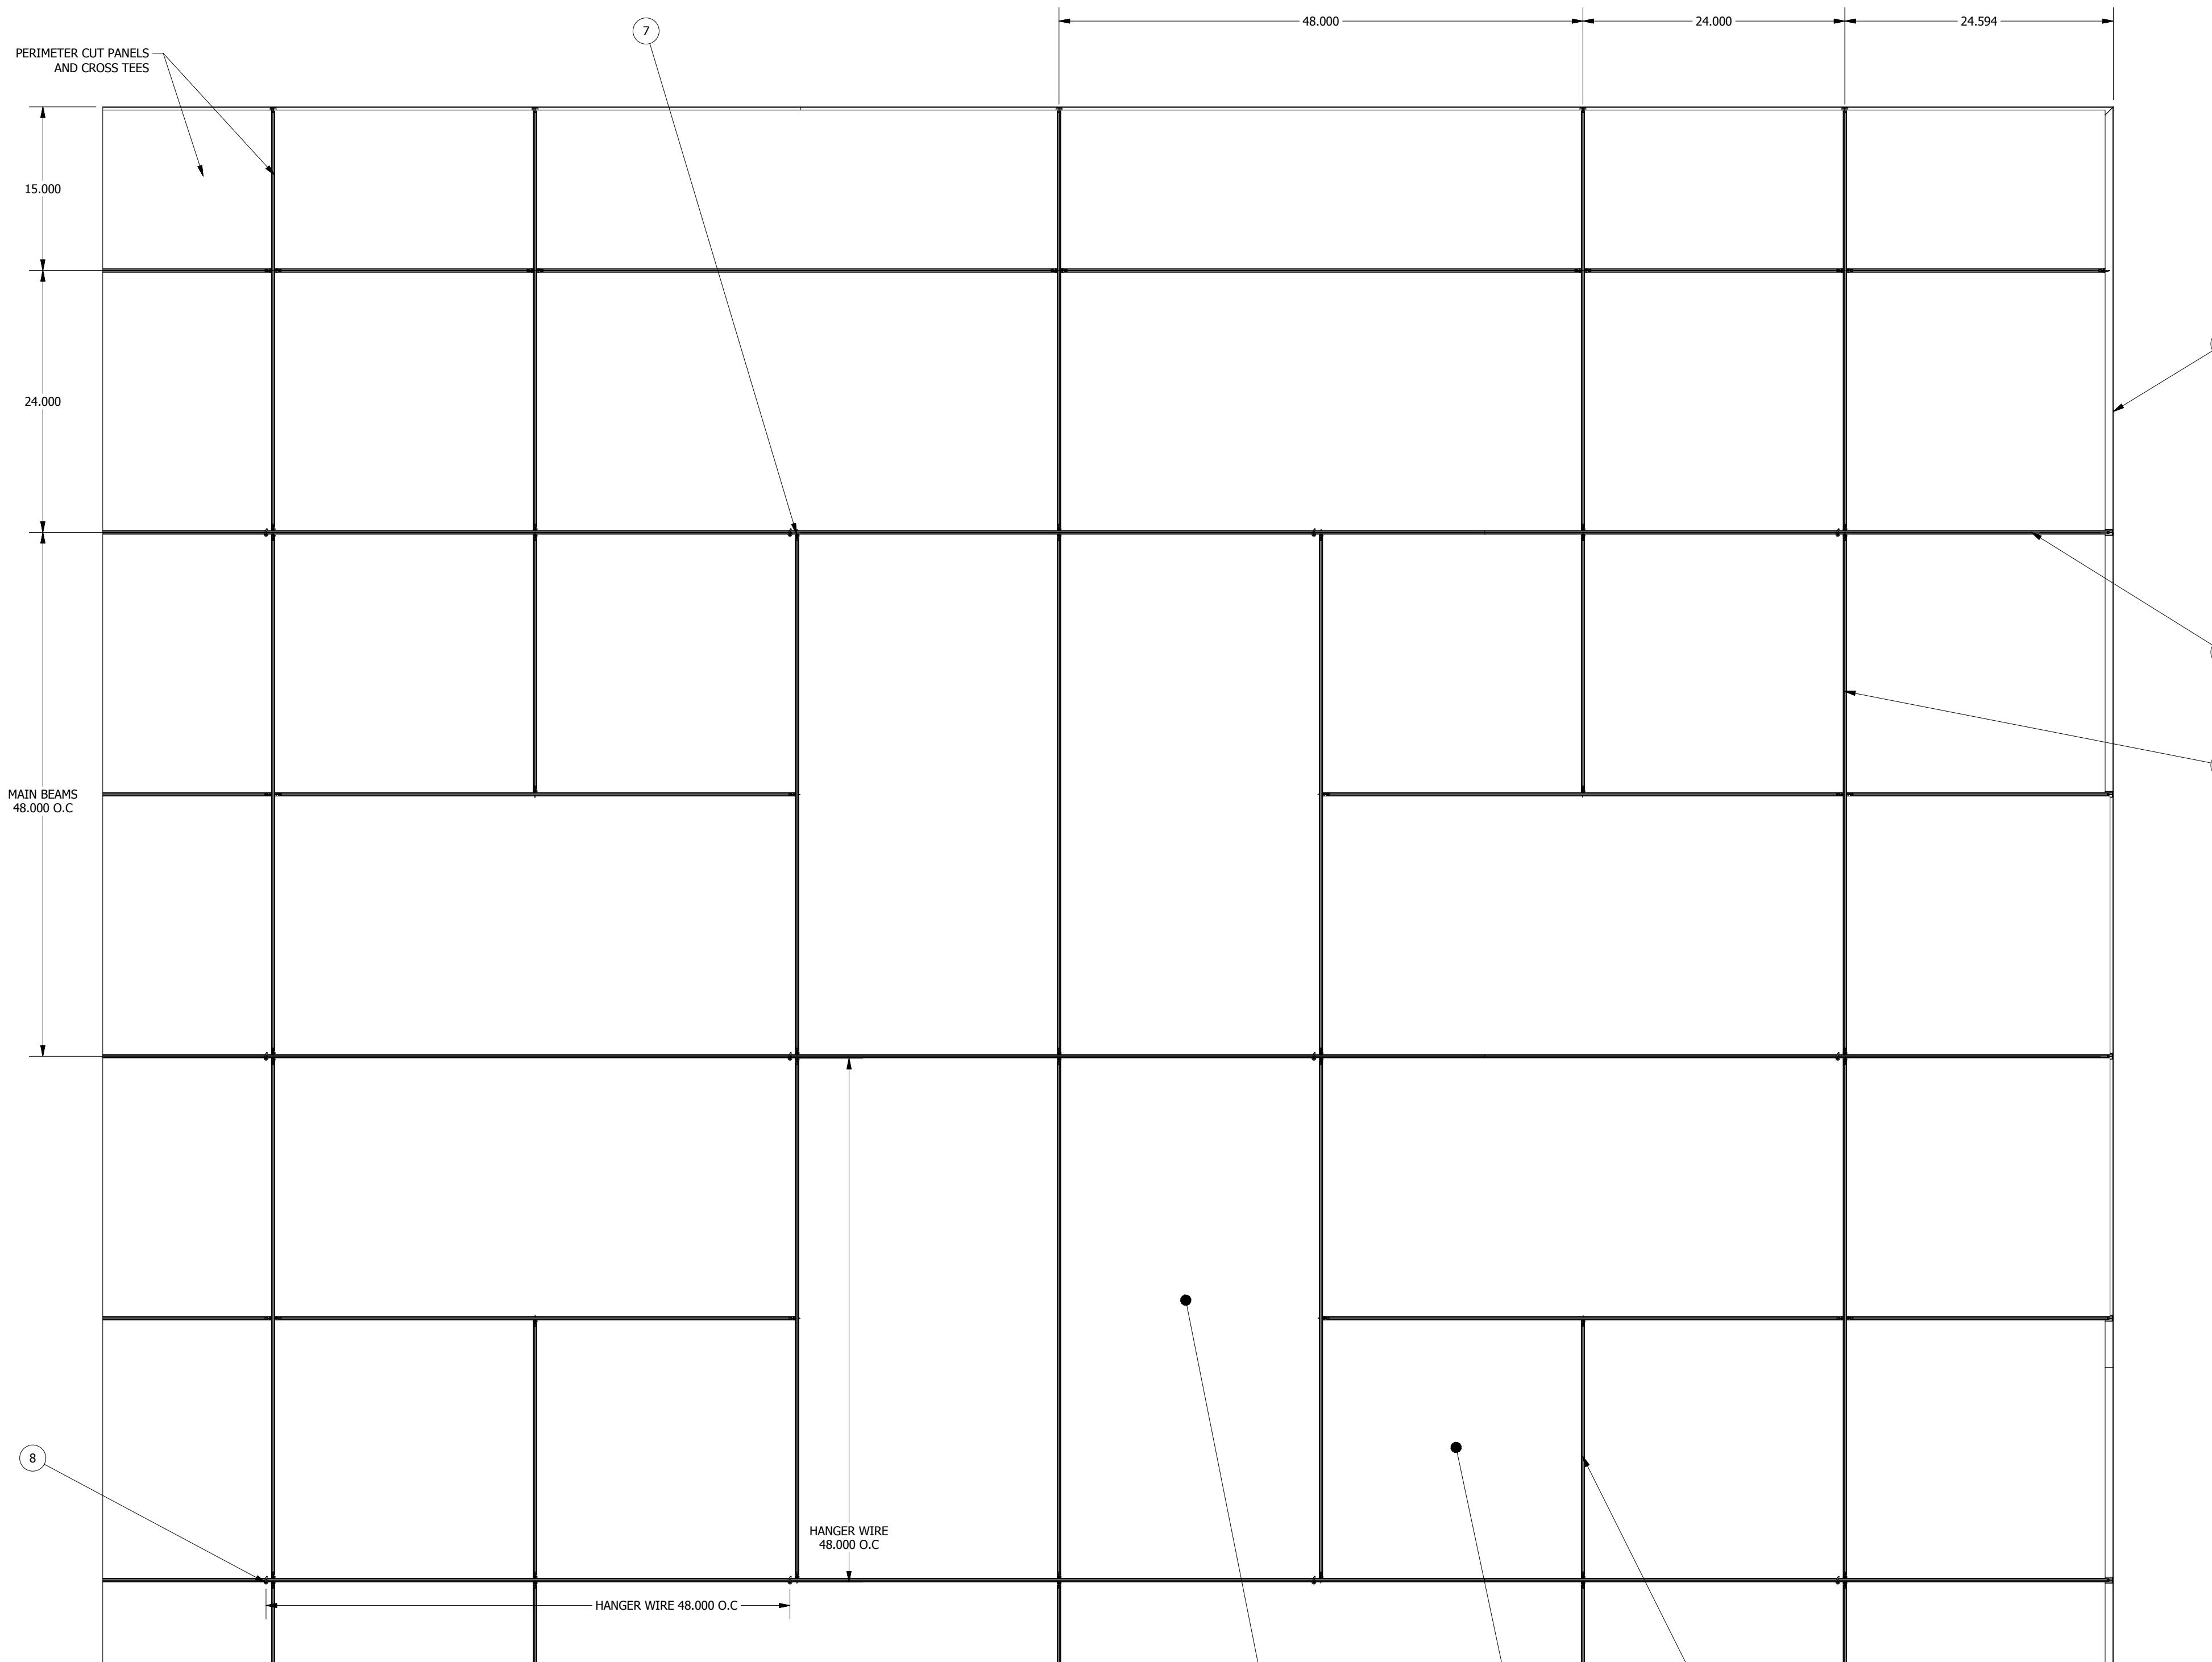 48.000
24.000
24.594
7
PERIMETER CUT PANELS
AND CROSS TEES
15.000
24.000
MAIN BEAMS
48.000 O.C
8
HANGER WIRE
48.000 O.C
HANGER WIRE 48.000 O.C